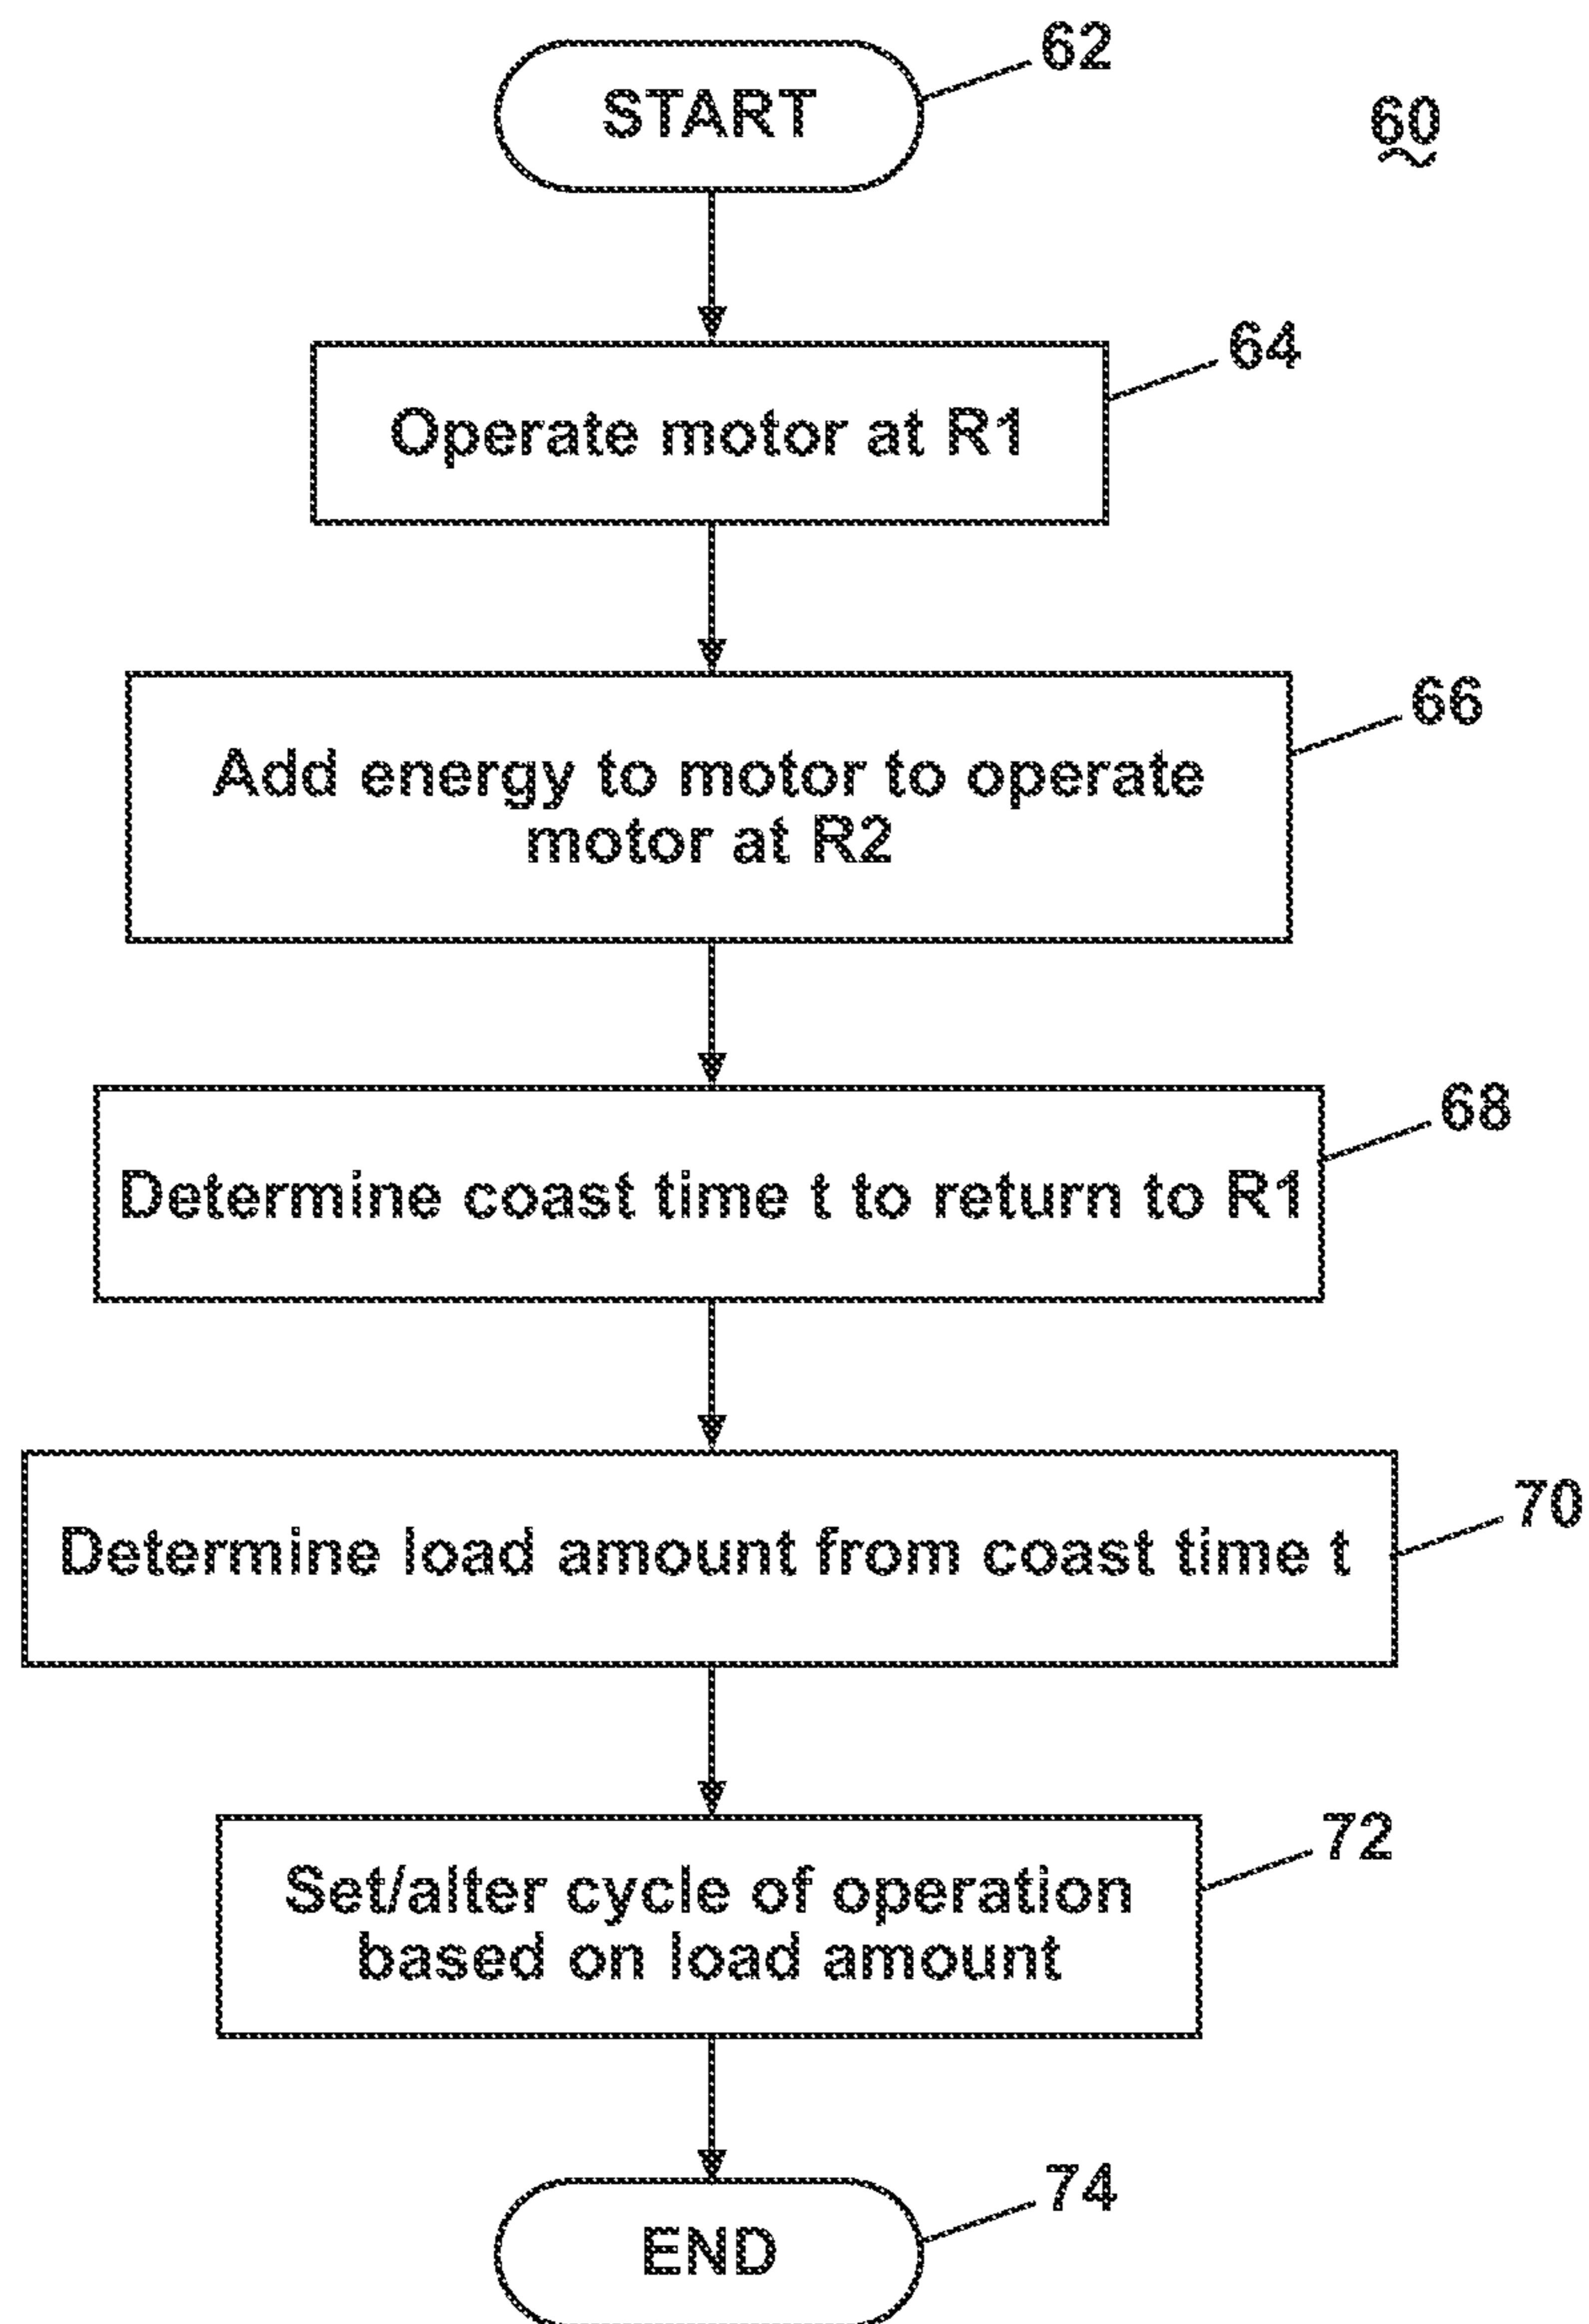 62
START
60
64
Operate motor at R1
66
Add energy to motor to operate
motor at R2
68
Determine coast time t to return to R1
70
Determine load amount from coast time t
72
Set/alter cycle of operation
based on load amount
74
END